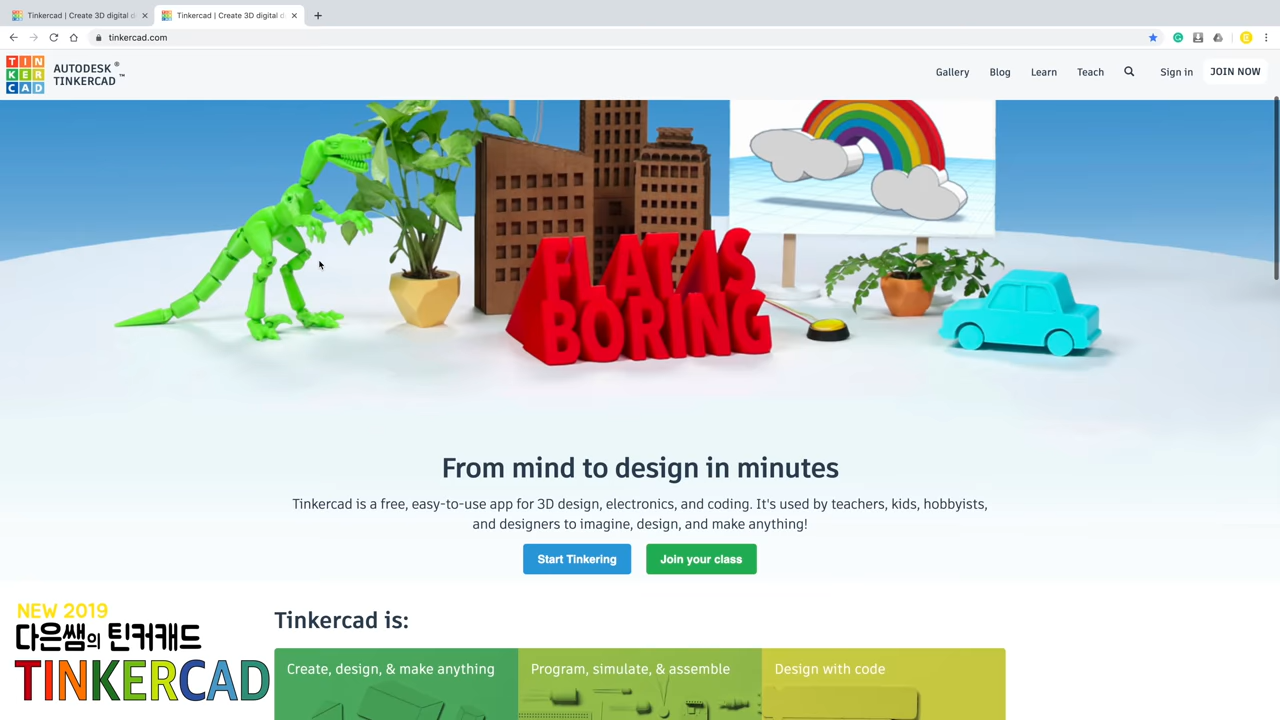 Tinkercad | Create 3D digital d
Tinkercad | Create 3D digital d
tinkercad.com
TIN
KER
CAD
AUTODESK ®
TINKERCAD ™
Gallery
Blog
Learn
Teach
Sign in
JOIN NOW
FLAT AS
BORING
From mind to design in minutes
Tinkercad is a free, easy-to-use app for 3D design, electronics, and coding. It's used by teachers, kids, hobbyists,
and designers to imagine, design, and make anything!
Start Tinkering
Join your class
Tinkercad is:
Create, design, & make anything
Program, simulate, & assemble
Design with code
NEW 2019
다은쌤의 틴커캐드
TINKERCAD